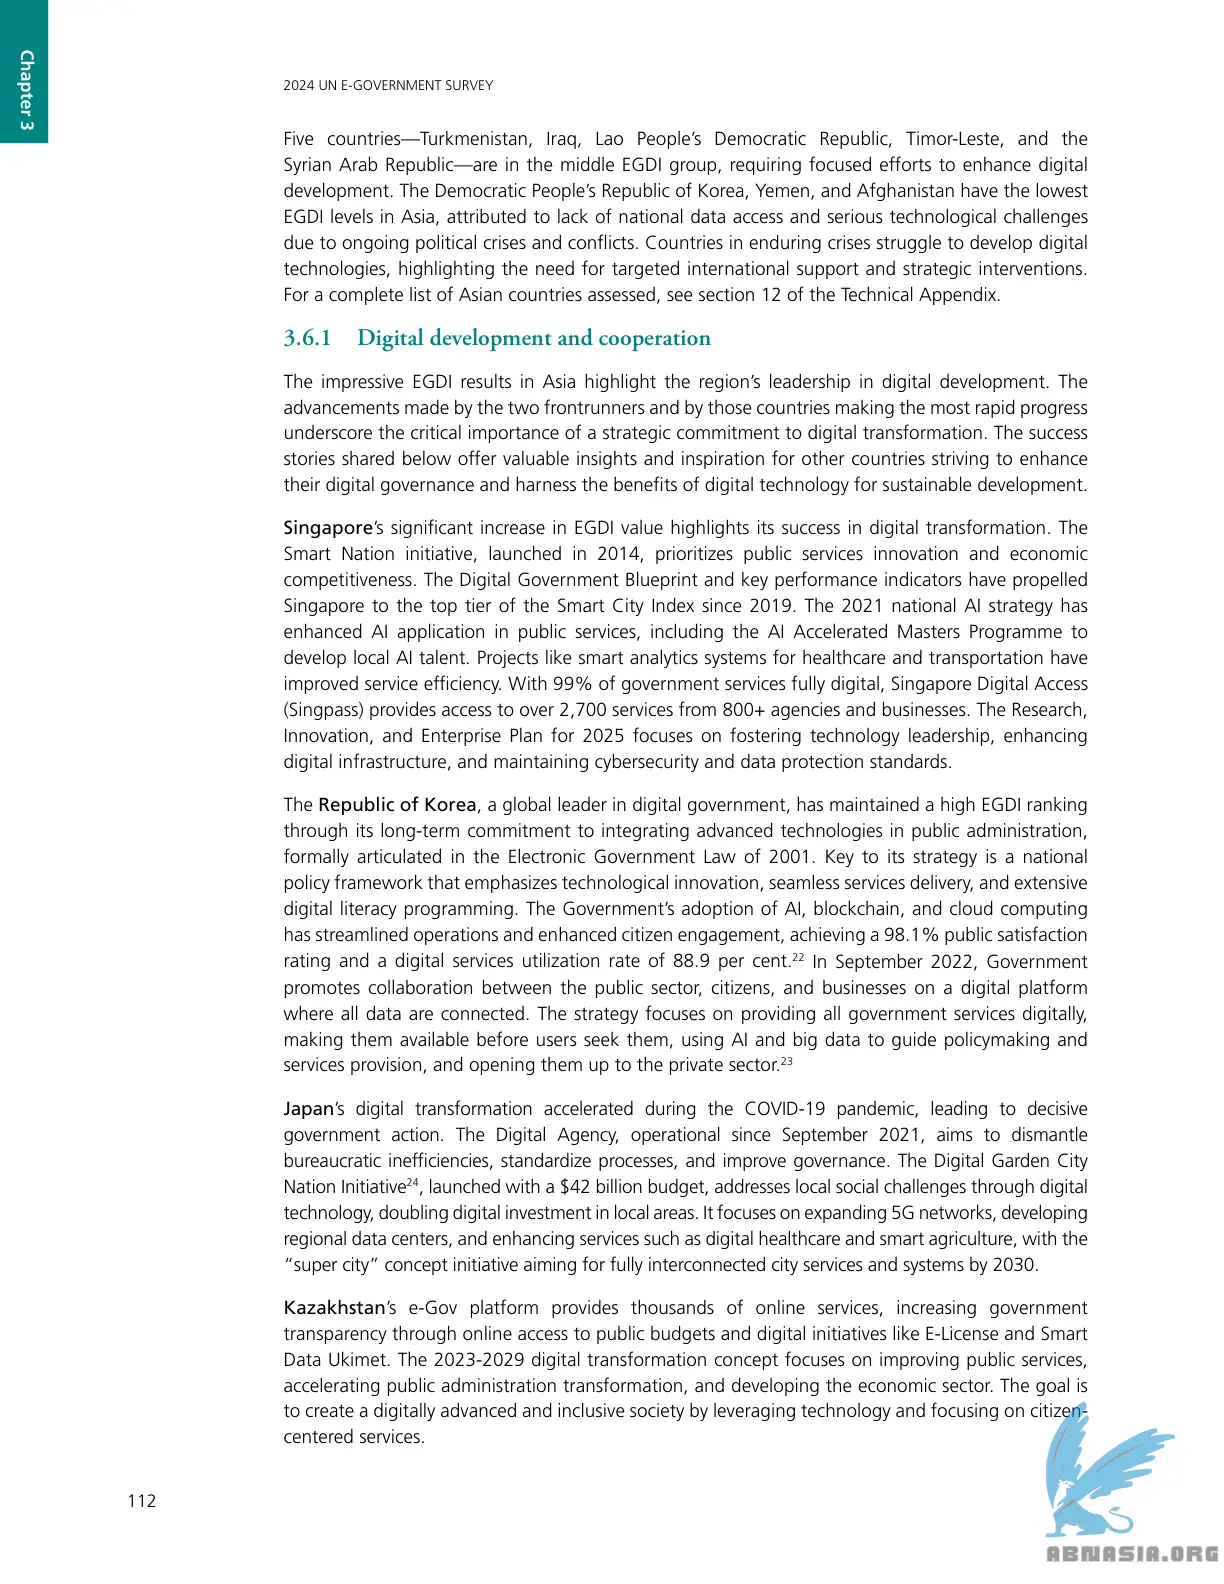 Chapter 3
2024 UN E-GOVERNMENT SURVEY
Five countries—Turkmenistan, Iraq, Lao People’s Democratic Republic, Timor-Leste, and the
Syrian Arab Republic—are in the middle EGDI group, requiring focused efforts to enhance digital
development. The Democratic People’s Republic of Korea, Yemen, and Afghanistan have the lowest
EGDI levels in Asia, attributed to lack of national data access and serious technological challenges
due to ongoing political crises and conflicts. Countries in enduring crises struggle to develop digital
technologies, highlighting the need for targeted international support and strategic interventions.
For a complete list of Asian countries assessed, see section 12 of the Technical Appendix.
3.6.1 Digital development and cooperation
The impressive EGDI results in Asia highlight the region’s leadership in digital development. The
advancements made by the two frontrunners and by those countries making the most rapid progress
underscore the critical importance of a strategic commitment to digital transformation. The success
stories shared below offer valuable insights and inspiration for other countries striving to enhance
their digital governance and harness the benefits of digital technology for sustainable development.
Singapore’s significant increase in EGDI value highlights its success in digital transformation. The
Smart Nation initiative, launched in 2014, prioritizes public services innovation and economic
competitiveness. The Digital Government Blueprint and key performance indicators have propelled
Singapore to the top tier of the Smart City Index since 2019. The 2021 national AI strategy has
enhanced AI application in public services, including the AI Accelerated Masters Programme to
develop local AI talent. Projects like smart analytics systems for healthcare and transportation have
improved service efficiency. With 99% of government services fully digital, Singapore Digital Access
(Singpass) provides access to over 2,700 services from 800+ agencies and businesses. The Research,
Innovation, and Enterprise Plan for 2025 focuses on fostering technology leadership, enhancing
digital infrastructure, and maintaining cybersecurity and data protection standards.
The Republic of Korea, a global leader in digital government, has maintained a high EGDI ranking
through its long-term commitment to integrating advanced technologies in public administration,
formally articulated in the Electronic Government Law of 2001. Key to its strategy is a national
policy framework that emphasizes technological innovation, seamless services delivery, and extensive
digital literacy programming. The Government’s adoption of AI, blockchain, and cloud computing
has streamlined operations and enhanced citizen engagement, achieving a 98.1% public satisfaction
rating and a digital services utilization rate of 88.9 per cent.22 In September 2022, Government
promotes collaboration between the public sector, citizens, and businesses on a digital platform
where all data are connected. The strategy focuses on providing all government services digitally,
making them available before users seek them, using AI and big data to guide policymaking and
services provision, and opening them up to the private sector.23
Japan’s digital transformation accelerated during the COVID-19 pandemic, leading to decisive
government action. The Digital Agency, operational since September 2021, aims to dismantle
bureaucratic inefficiencies, standardize processes, and improve governance. The Digital Garden City
Nation Initiative24, launched with a $42 billion budget, addresses local social challenges through digital
technology, doubling digital investment in local areas. It focuses on expanding 5G networks, developing
regional data centers, and enhancing services such as digital healthcare and smart agriculture, with the
“super city” concept initiative aiming for fully interconnected city services and systems by 2030.
Kazakhstan’s e-Gov platform provides thousands of online services, increasing government
transparency through online access to public budgets and digital initiatives like E-License and Smart
Data Ukimet. The 2023-2029 digital transformation concept focuses on improving public services,
accelerating public administration transformation, and developing the economic sector. The goal is
to create a digitally advanced and inclusive society by leveraging technology and focusing on citizen-
centered services.
112
ABNASIA.ORG